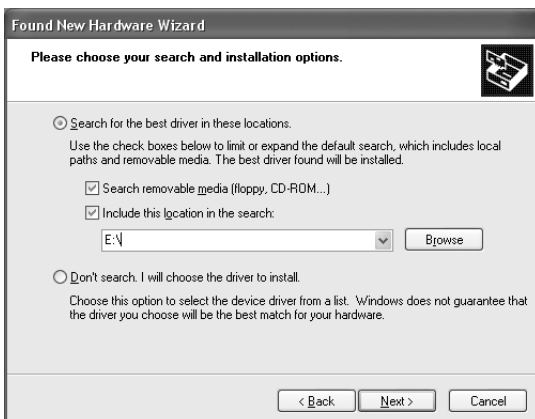 Found New Hardware Wizard
Please choose your search and installation options.
Search for the best driver in these locations.
Use the check boxes below to limit or expand the default search, which includes local
paths and removable media. The best driver found will be installed.
Search removable media (floppy, CD-ROM...)
Include this location in the search:
E:\
Browse
Don't search. I will choose the driver to install.
Choose this option to select the device driver from a list. Windows does not guarantee that
the driver you choose will be the best match for your hardware.
< Back Next > Cancel